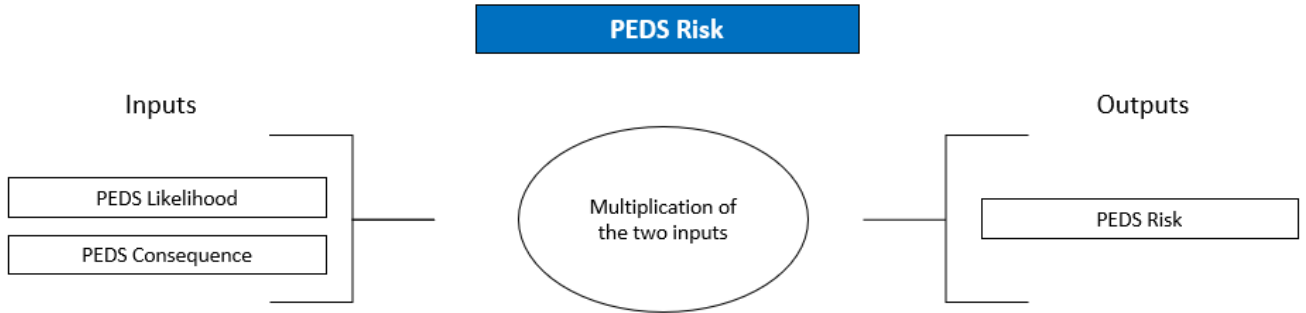 PEDS Risk
Inputs
Outputs
PEDS Likelihood
PEDS Consequence
Multiplication of
the two inputs
PEDS Risk